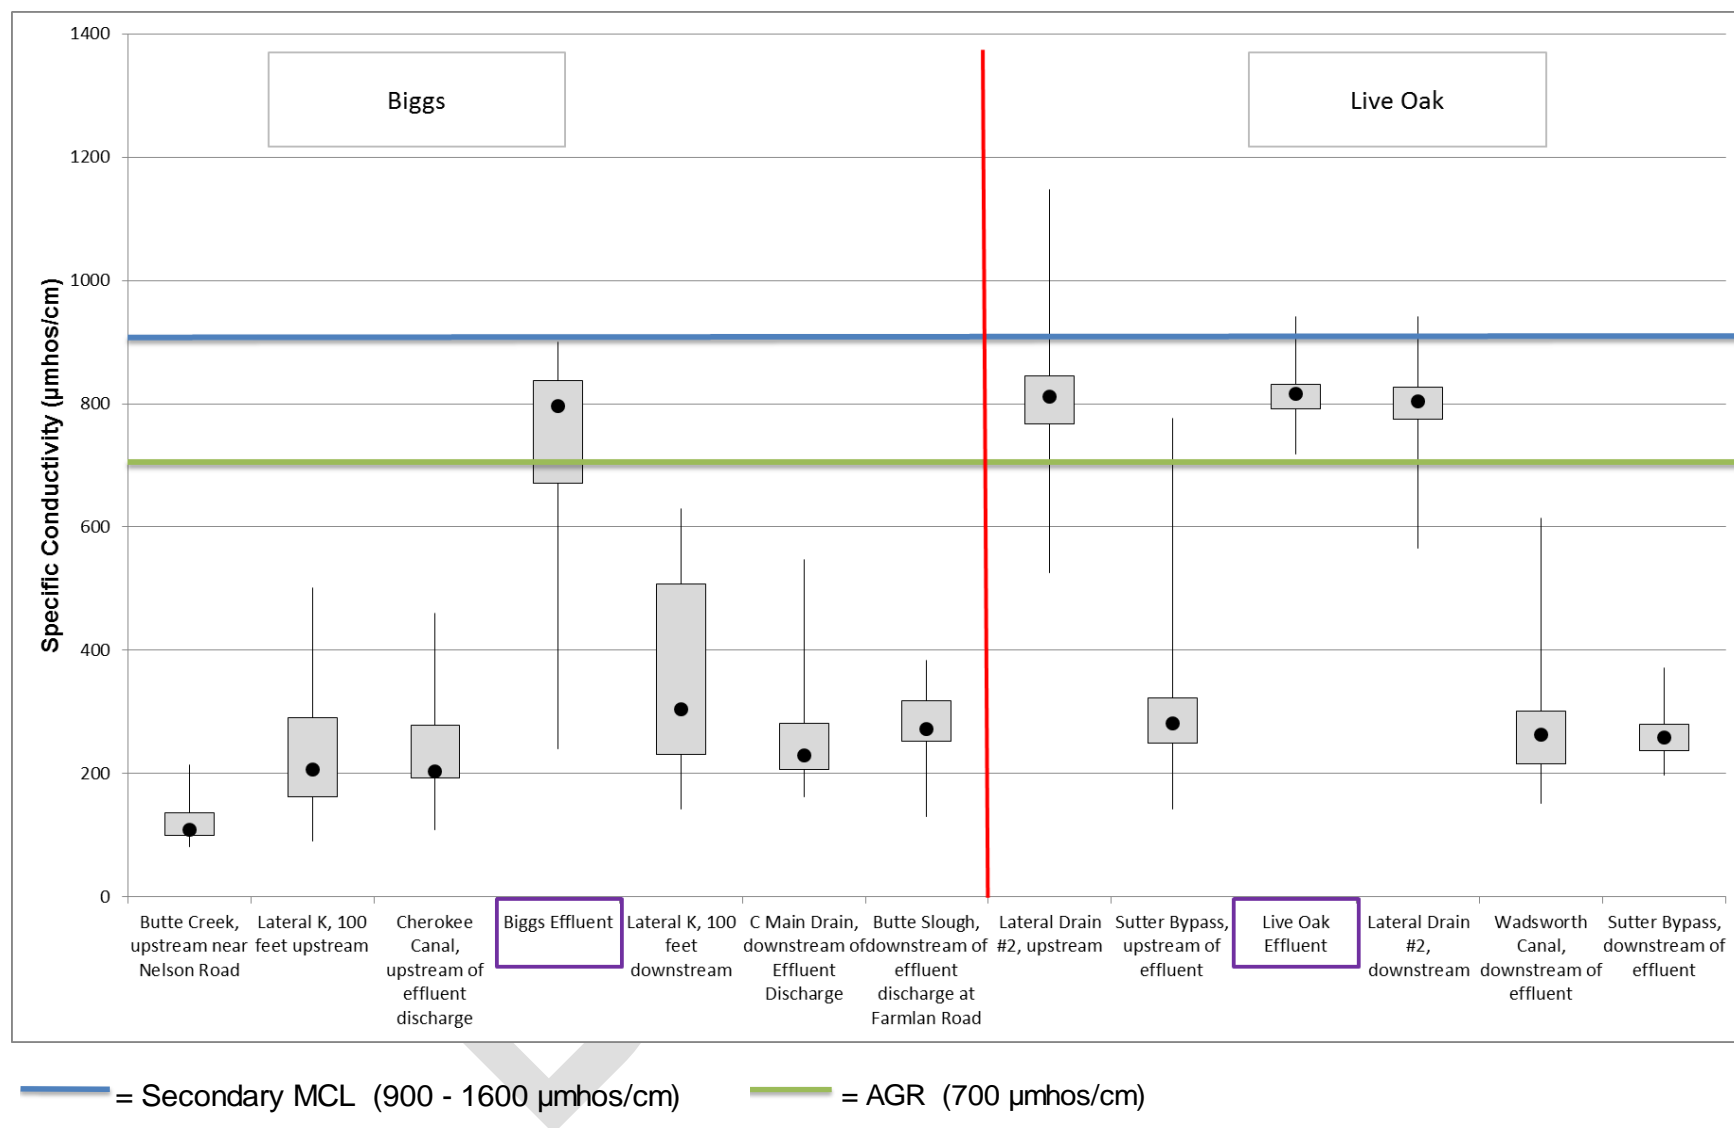 1400
1200
1000
800
600
400
200
0
Specific Conductivity (µmhos/cm)
Biggs
Live Oak
Butte Creek,
upstream near
Nelson Road
Lateral K, 100
feet upstream
Cherokee
Canal,
upstream of
effluent
discharge
Biggs Effluent
Lateral K, 100
feet
downstream
C Main Drain,
downstream of
Effluent
Discharge
Butte Slough,
downstream of
effluent
discharge at
Farmlan Road
Lateral Drain
#2, upstream
Sutter Bypass,
upstream of
effluent
Live Oak
Effluent
Lateral Drain
#2,
downstream
Wadsworth
Canal,
downstream of
effluent
Sutter Bypass,
downstream of
effluent
= Secondary MCL (900 - 1600 µmhos/cm)
= AGR (700 µmhos/cm)